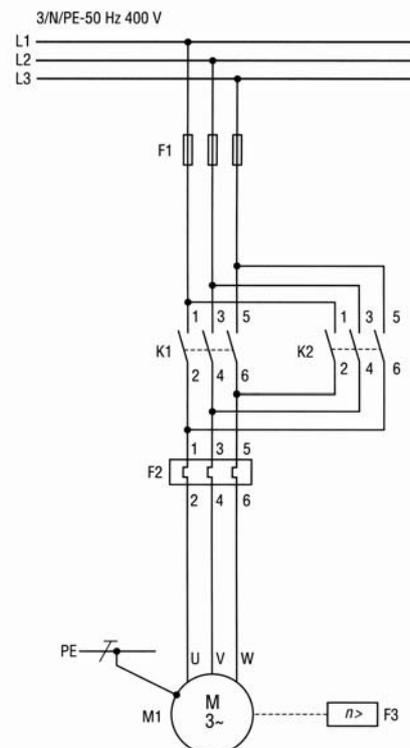 3/N/PE-50 Hz 400 V
L1
L2
L3
F1
1 3 5 1 3 5
K1 K2
2 4 6 2 4 6
1 3 5
F2
2 4 6
PE U V W
M1 M 3~ n> F3